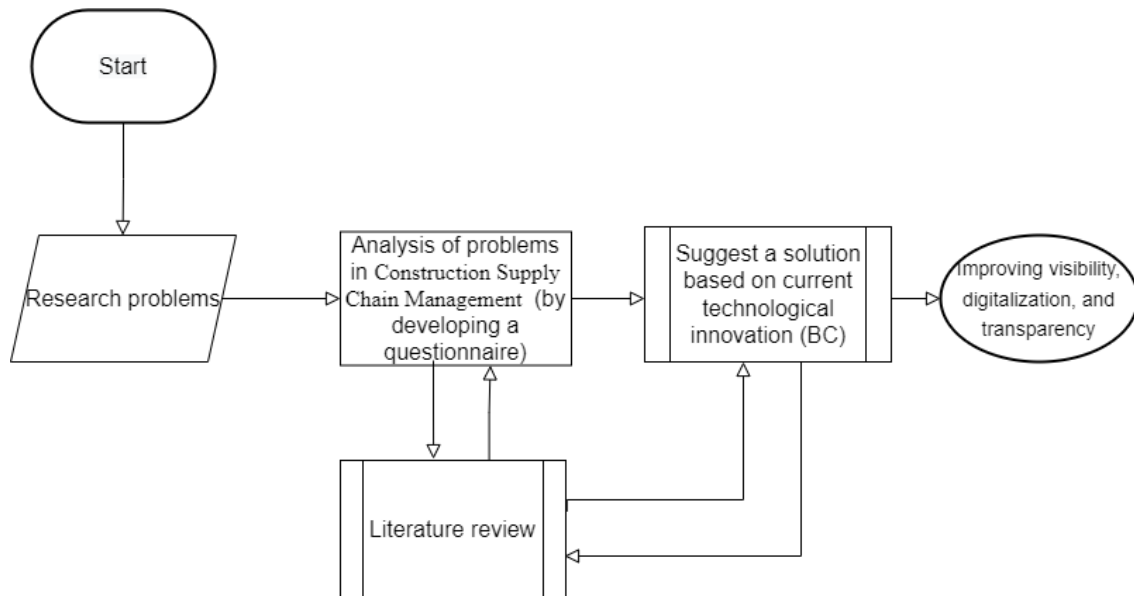 Start
Research problems
Analysis of problems
in Construction Supply
Chain Management (by
developing a
questionnaire)
Suggest a solution
based on current
technological
innovation (BC)
Improving visibility,
digitalization, and
transparency
Literature review